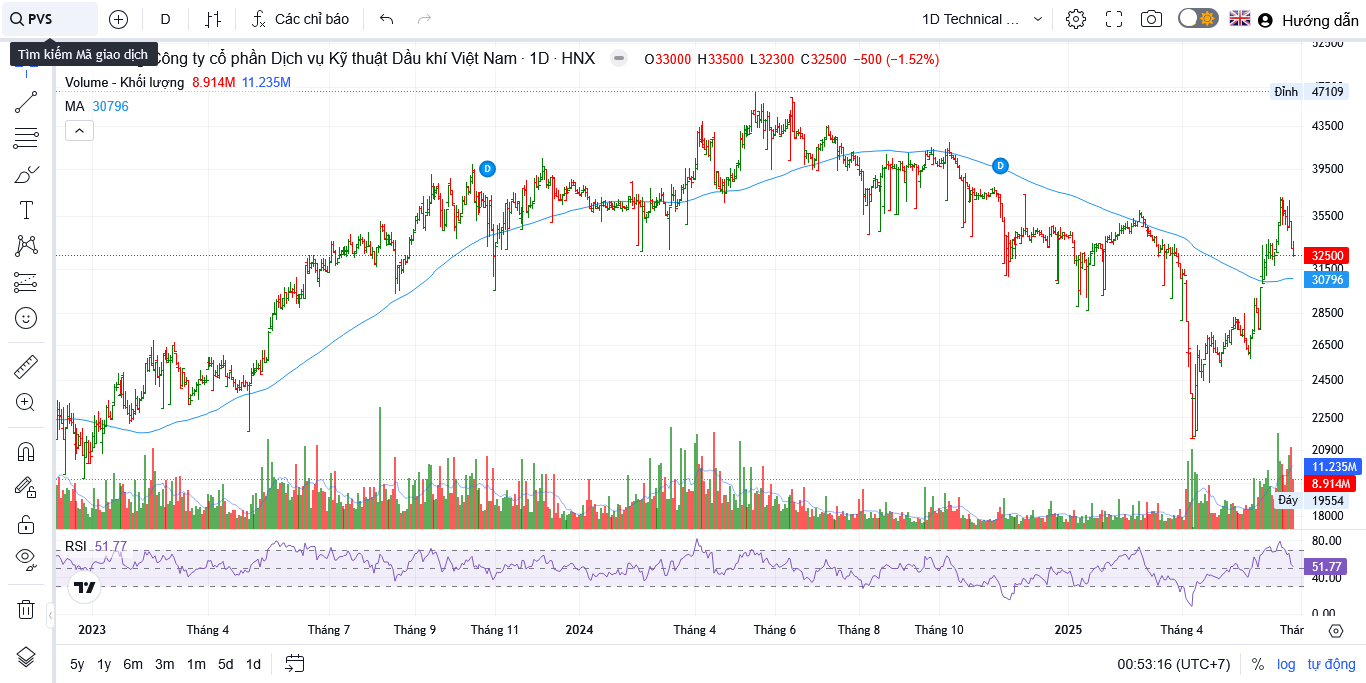 PVS
D
Các chỉ báo
1D Technical ...
Hướng dẫn
Tìm kiếm Mã giao dịch
Công ty cổ phần Dịch vụ Kỹ thuật Dầu khí Việt Nam · 1D · HNX
O33000 H33500 L32300 C32500 −500 (−1.52%)
Volume - Khối lượng 8.914M 11.235M
MA 30796
D
D
Đỉnh 47109
43500
39500
35500
32500
31500
30796
28500
26500
24500
22500
20900
11.235M
8.914M
Đáy 19554
18000
RSI 51.77
80.00
51.77
40.00
0.00
2023
Tháng 4
Tháng 7
Tháng 9
Tháng 11
2024
Tháng 4
Tháng 6
Tháng 8
Tháng 10
2025
Tháng 4
Thár
5y 1y 6m 3m 1m 5d 1d
00:53:16 (UTC+7)
% log tự động